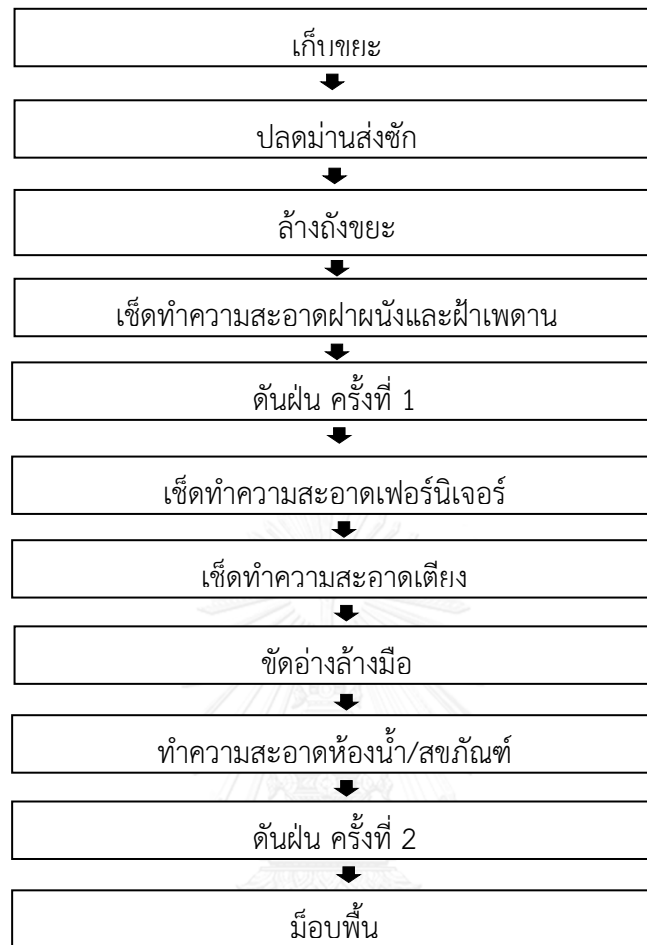 เก็บขยะ
ปลดม่านส่งซัก
ล้างถังขยะ
เช็ดทำความสะอาดฝาผนังและฝ้าเพดาน
ดันฝุ่น ครั้งที่ 1
เช็ดทำความสะอาดเฟอร์นิเจอร์
เช็ดทำความสะอาดเตียง
ขัดอ่างล้างมือ
ทำความสะอาดห้องน้ำ/สุขภัณฑ์
ดันฝุ่น ครั้งที่ 2
ม็อบพื้น